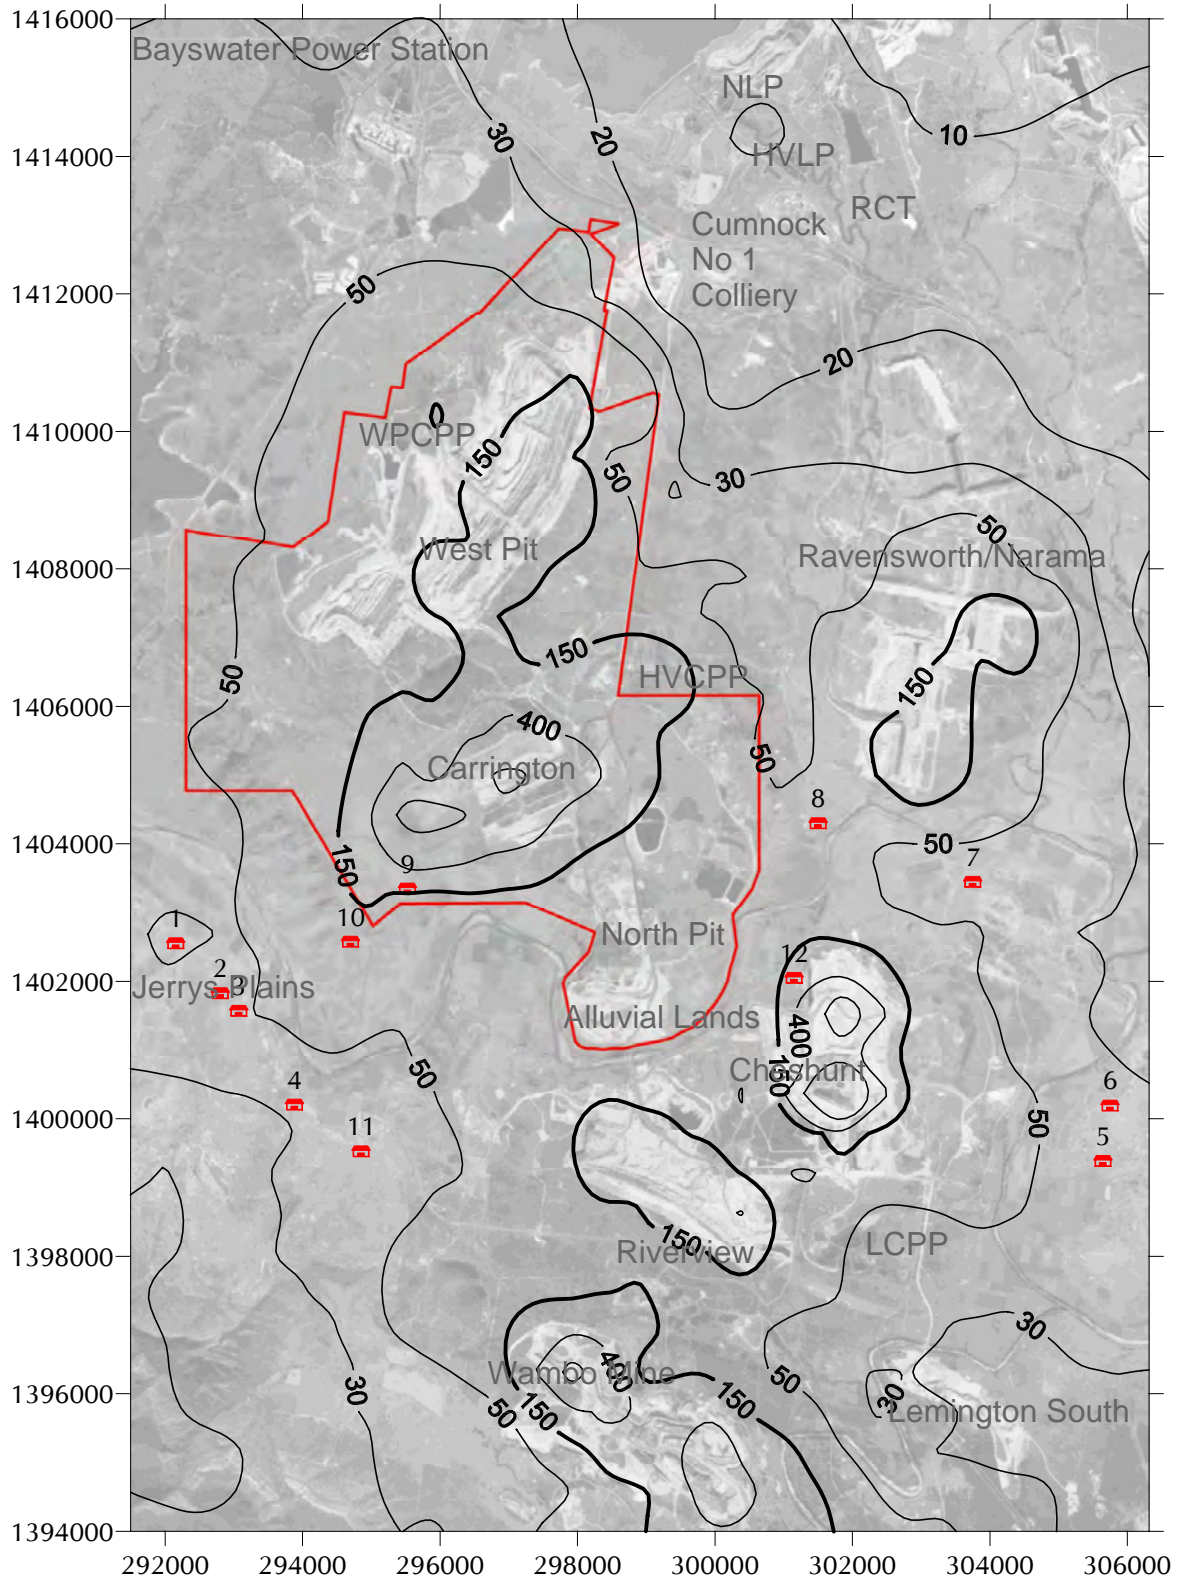 1416000
Bayswater Power Station
NLP
30
20
10
1414000
HVLP
RCT
Cumnock
No 1
Colliery
1412000
50
20
1410000
WPCPP
150
50
30
50
1408000
West Pit
Ravensworth/Narama
150
HVCPP
50
150
1406000
400
50
Carrington
8
1404000
50
150
9
7
1
10
North Pit
12
1402000
2
3
Jerrys Plains
Alluvial Lands
400
50
Cheshunt
150
4
6
1400000
11
50
5
150
Riverview
LCPP
1398000
30
Wambo Mine
400
50
1396000
30
150
150
30
50
Lemington South
1394000
292000 294000 296000 298000 300000 302000 304000 306000